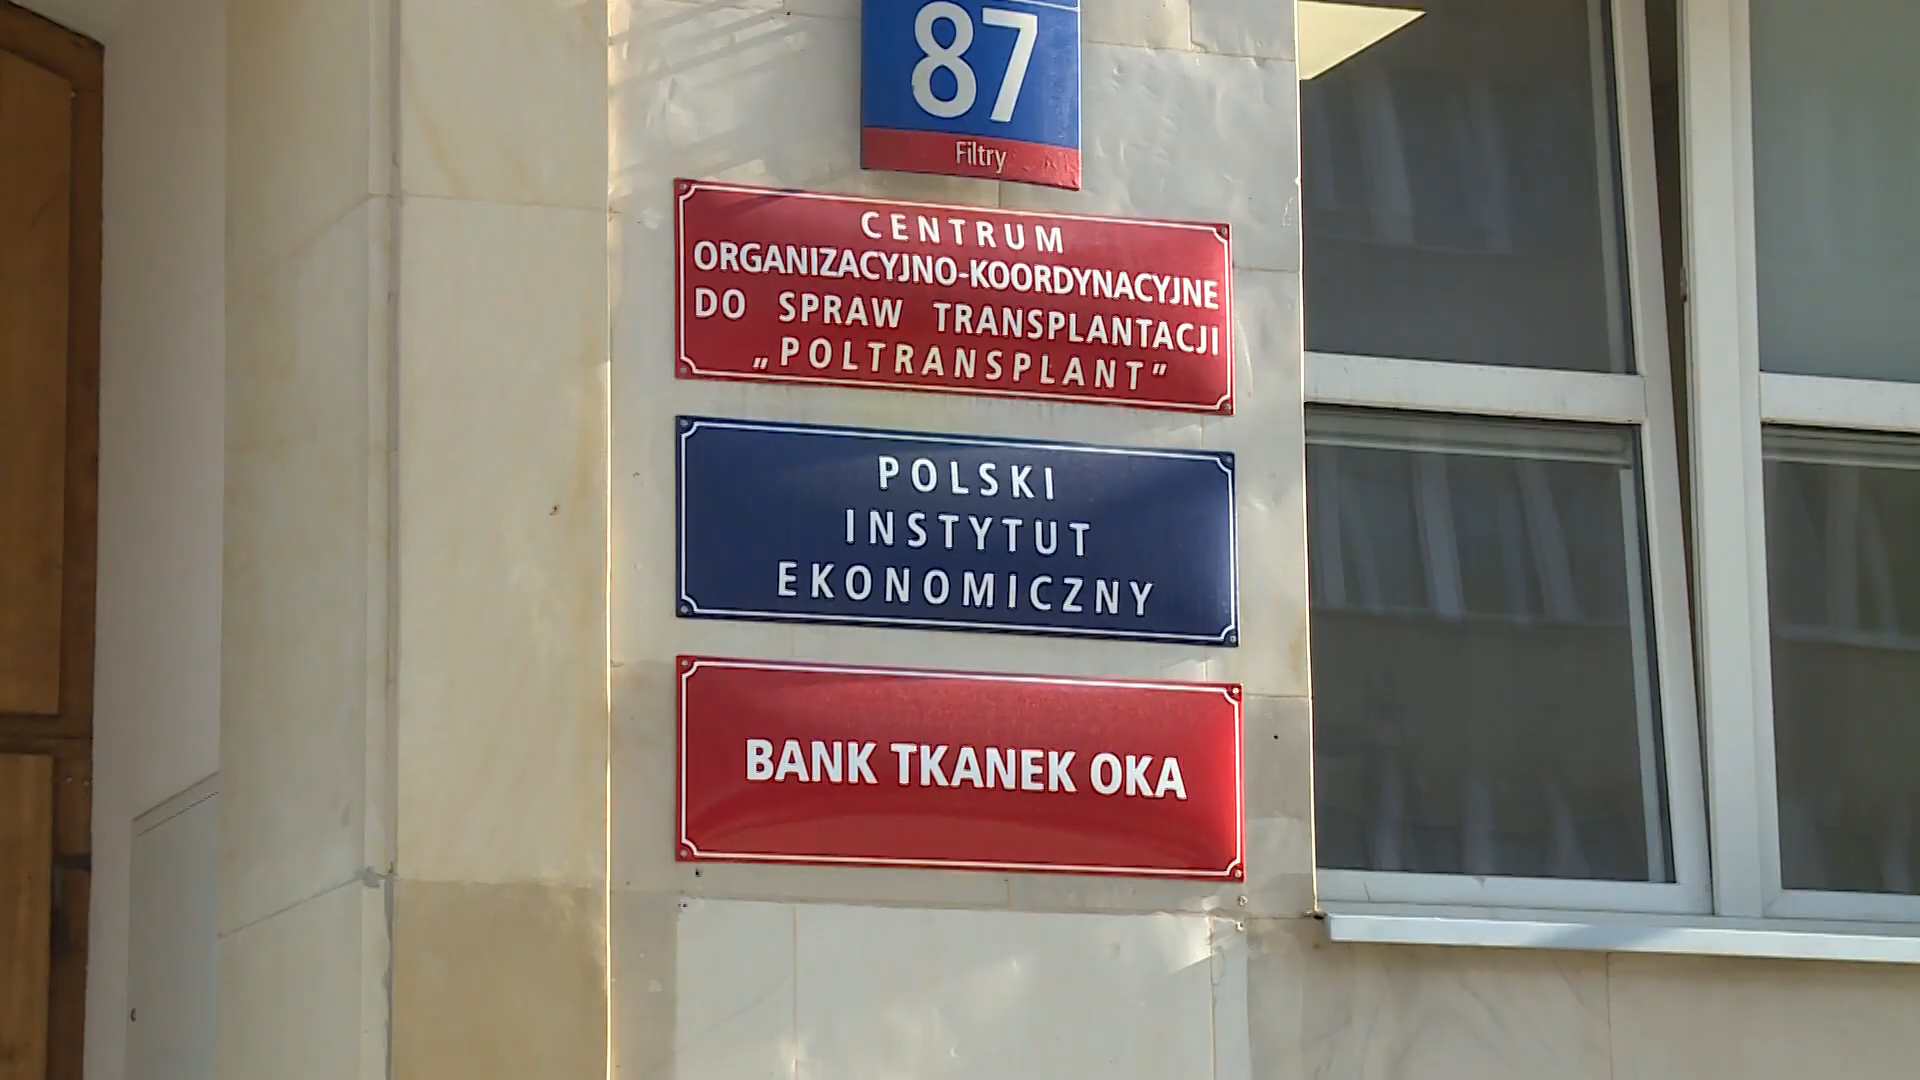 87
Filtry
CENTRUM
ORGANIZACYJNO-KOORDYNACYJNE
DO SPRAW TRANSPLANTACJI
„POLTRANSPLANT”
POLSKI
INSTYTUT
EKONOMICZNY
BANK TKANEK OKA